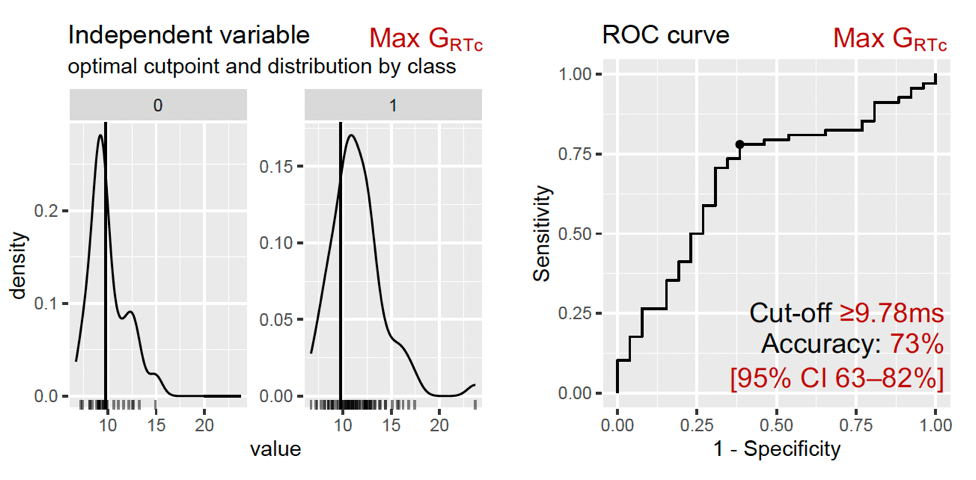 Independent variable
Max GRTc
optimal cutpoint and distribution by class
0
1
density
0.2
0.1
0.0
0.15
0.10
0.05
0.00
10
15
20
10
15
20
value
ROC curve
Max GRTc
Sensitivity
1.00
0.75
0.50
0.25
0.00
Cut-off ≥9.78ms
Accuracy: 73%
[95% CI 63–82%]
0.00
0.25
0.50
0.75
1.00
1 - Specificity